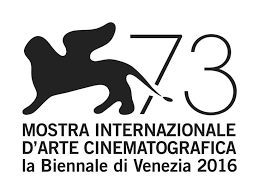 73
MOSTRA INTERNAZIONALE
D'ARTE CINEMATOGRAFICA
la Biennale di Venezia 2016